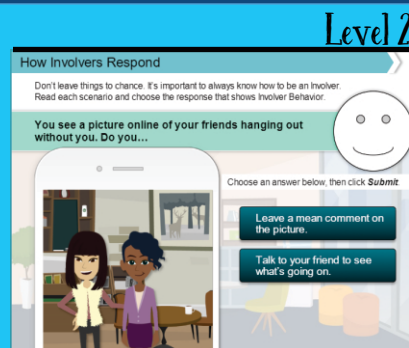 Level 2
How Involvers Respond
Don't leave things to chance. It's important to always know how to be an Involver.
Read each scenario and choose the response that shows Involver Behavior.
You see a picture online of your friends hanging out
without you. Do you...
Choose an answer below, then click Submit.
Leave a mean comment on
the picture.
Talk to your friend to see
what's going on.